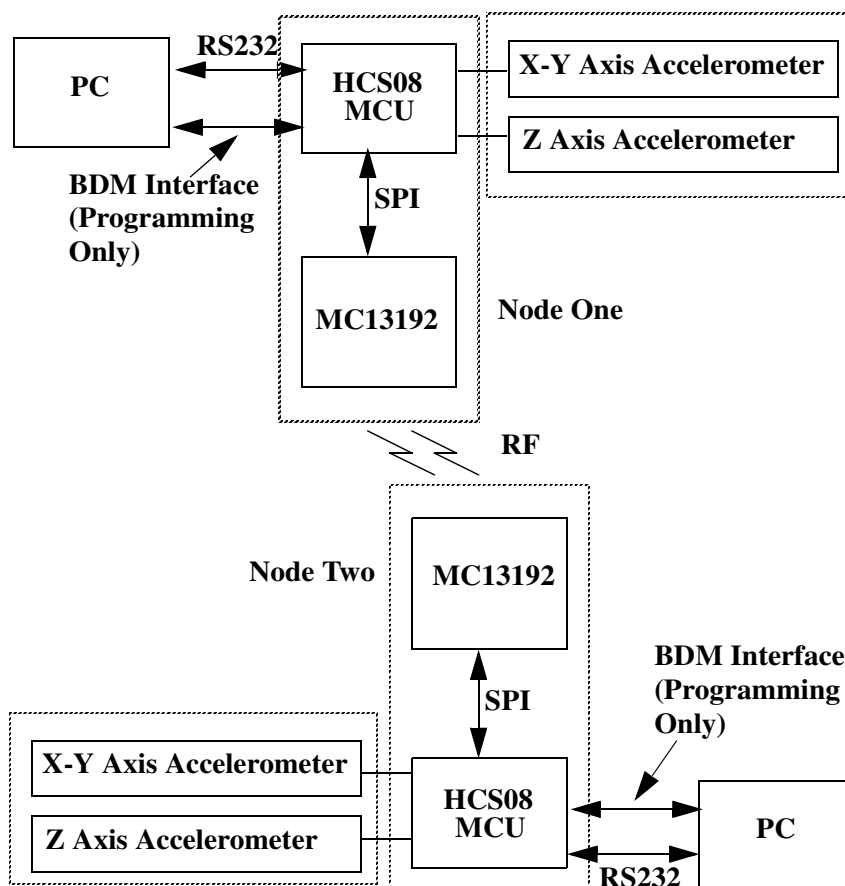 RS232
PC
HCS08
MCU
X-Y Axis Accelerometer
Z Axis Accelerometer
BDM Interface
(Programming
Only)
SPI
MC13192
Node One
RF
Node Two
MC13192
SPI
BDM Interface
(Programming
Only)
X-Y Axis Accelerometer
Z Axis Accelerometer
HCS08
MCU
PC
RS232